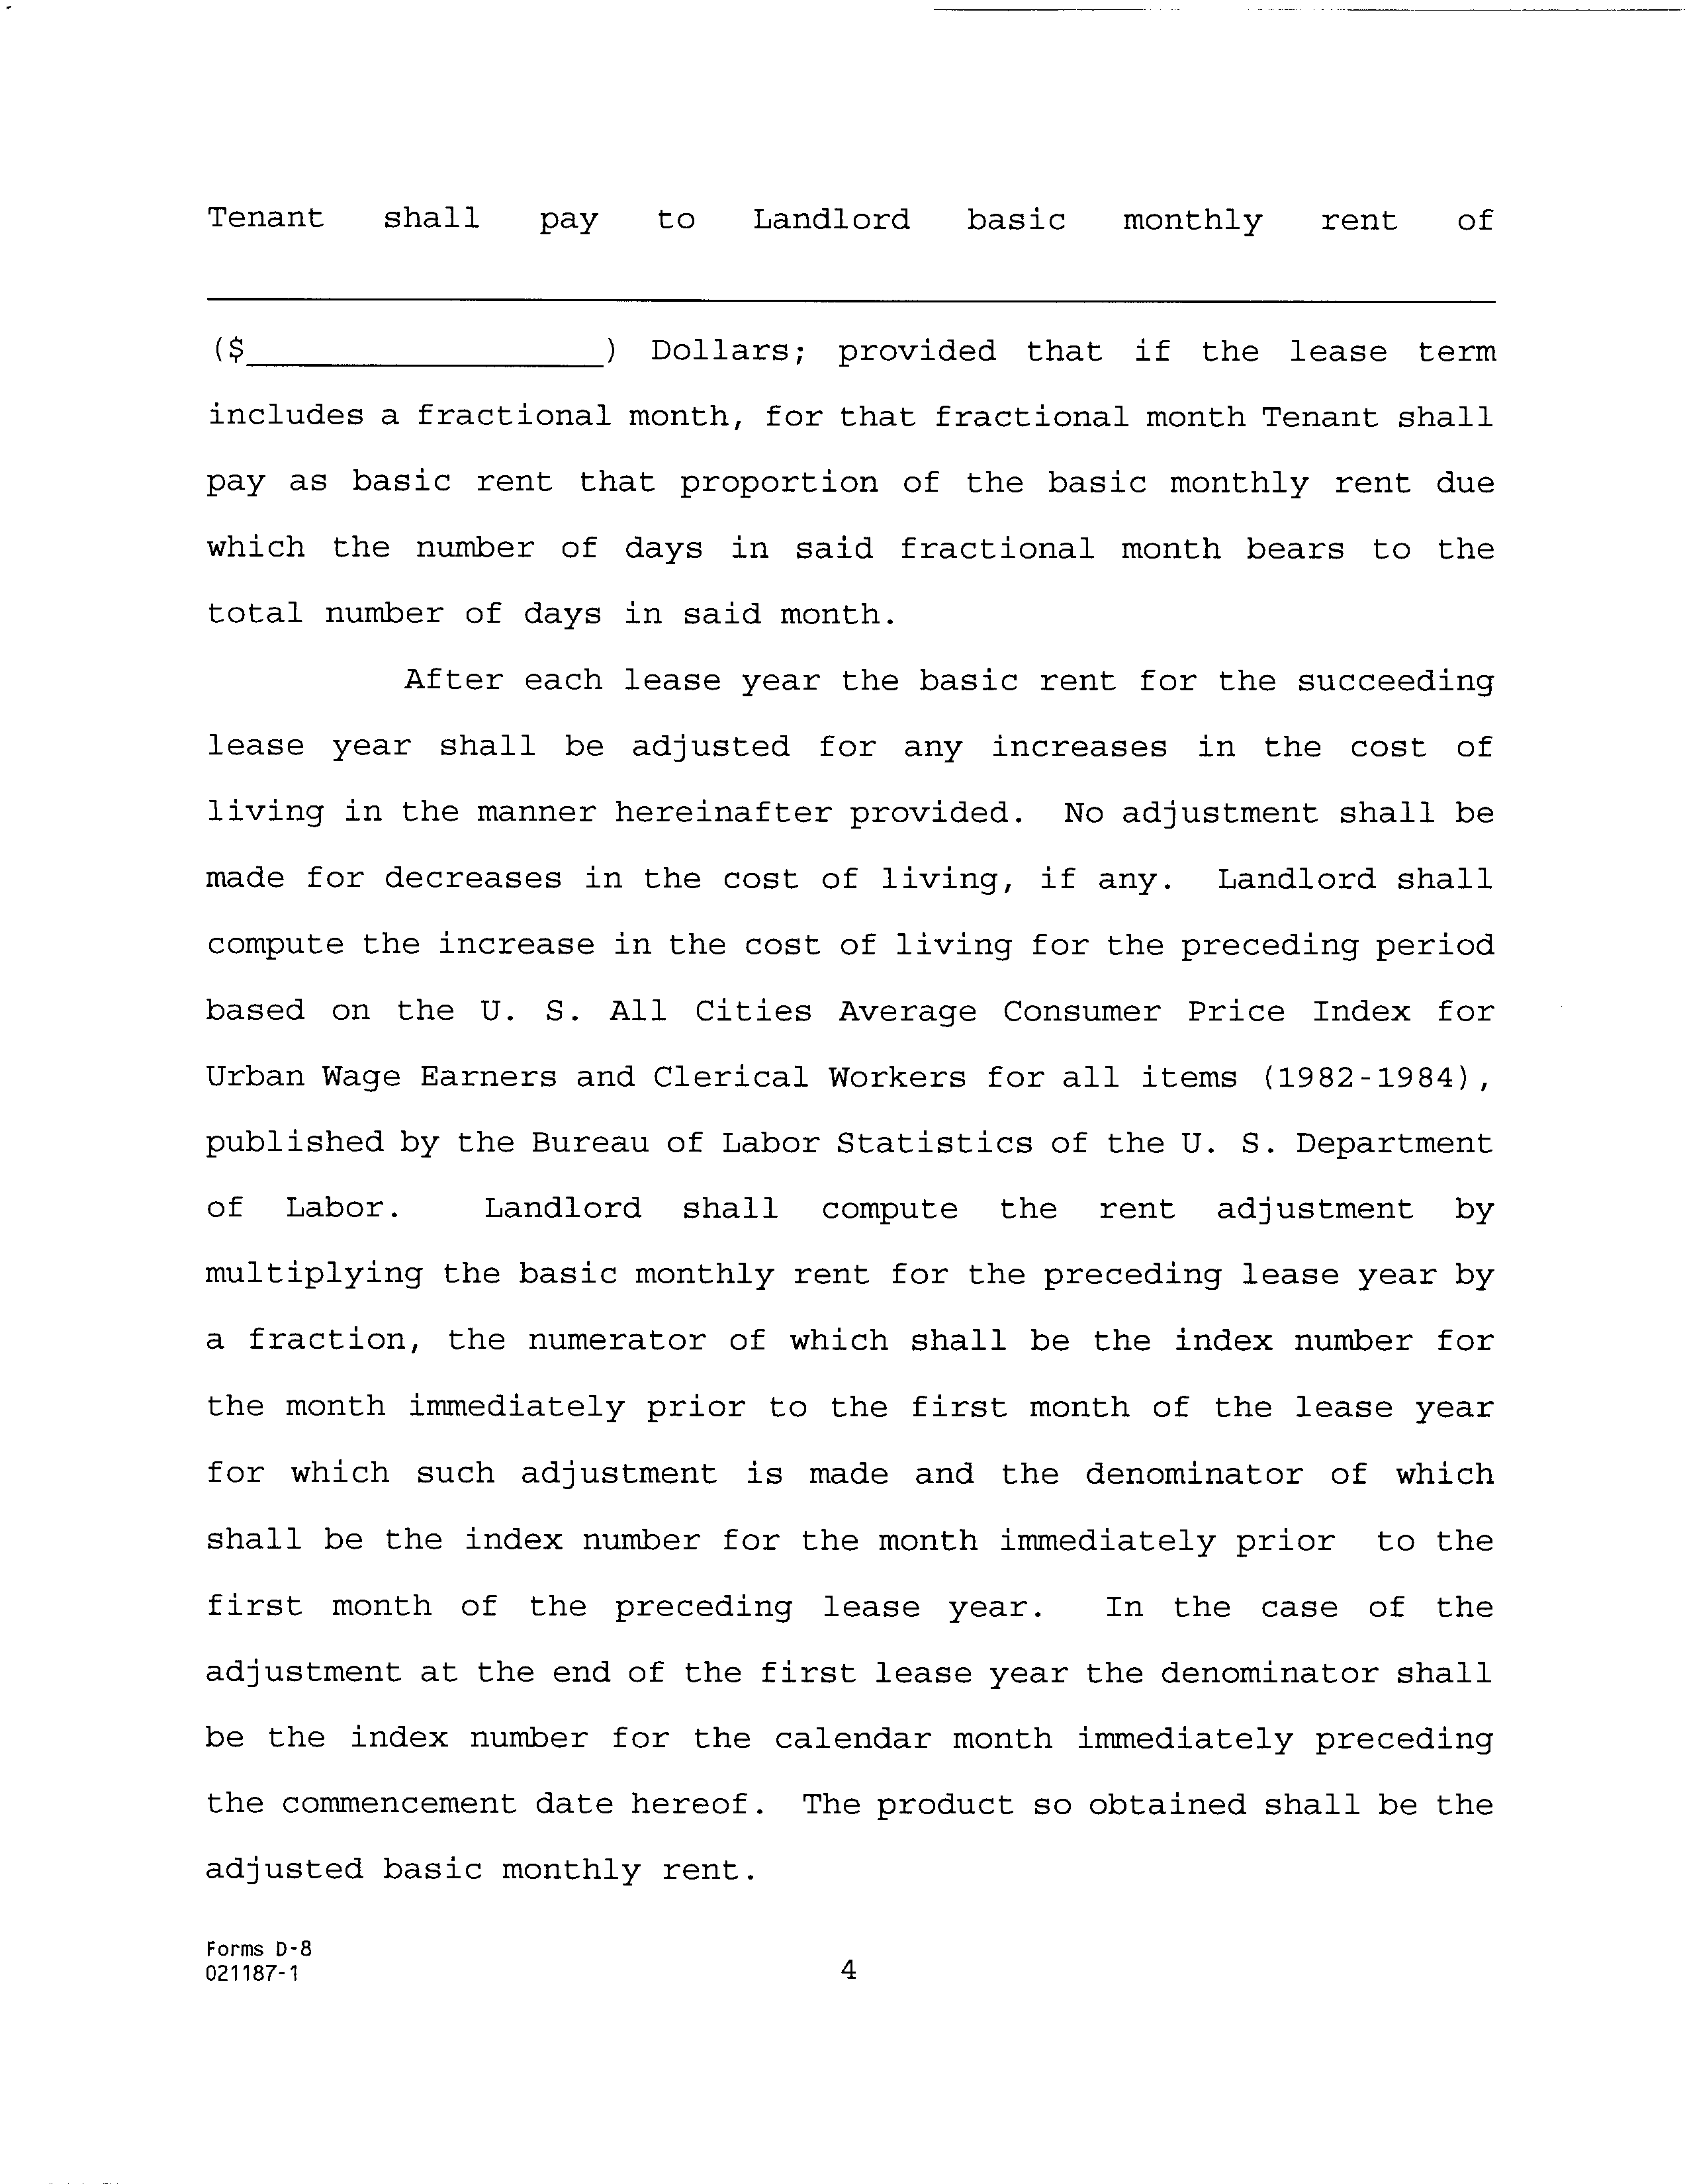 Tenant shall pay to Landlord basic monthly rent of
____________________
($____________________) Dollars; provided that if the lease term
includes a fractional month, for that fractional month Tenant shall
pay as basic rent that proportion of the basic monthly rent due
which the number of days in said fractional month bears to the
total number of days in said month.
After each lease year the basic rent for the succeeding
lease year shall be adjusted for any increases in the cost of
living in the manner hereinafter provided. No adjustment shall be
made for decreases in the cost of living, if any. Landlord shall
compute the increase in the cost of living for the preceding period
based on the U. S. All Cities Average Consumer Price Index for
Urban Wage Earners and Clerical Workers for all items (1982-1984),
published by the Bureau of Labor Statistics of the U. S. Department
of Labor. Landlord shall compute the rent adjustment by
multiplying the basic monthly rent for the preceding lease year by
a fraction, the numerator of which shall be the index number for
the month immediately prior to the first month of the lease year
for which such adjustment is made and the denominator of which
shall be the index number for the month immediately prior to the
first month of the preceding lease year. In the case of the
adjustment at the end of the first lease year the denominator shall
be the index number for the calendar month immediately preceding
the commencement date hereof. The product so obtained shall be the
adjusted basic monthly rent.
Forms D-8
021187-1
4